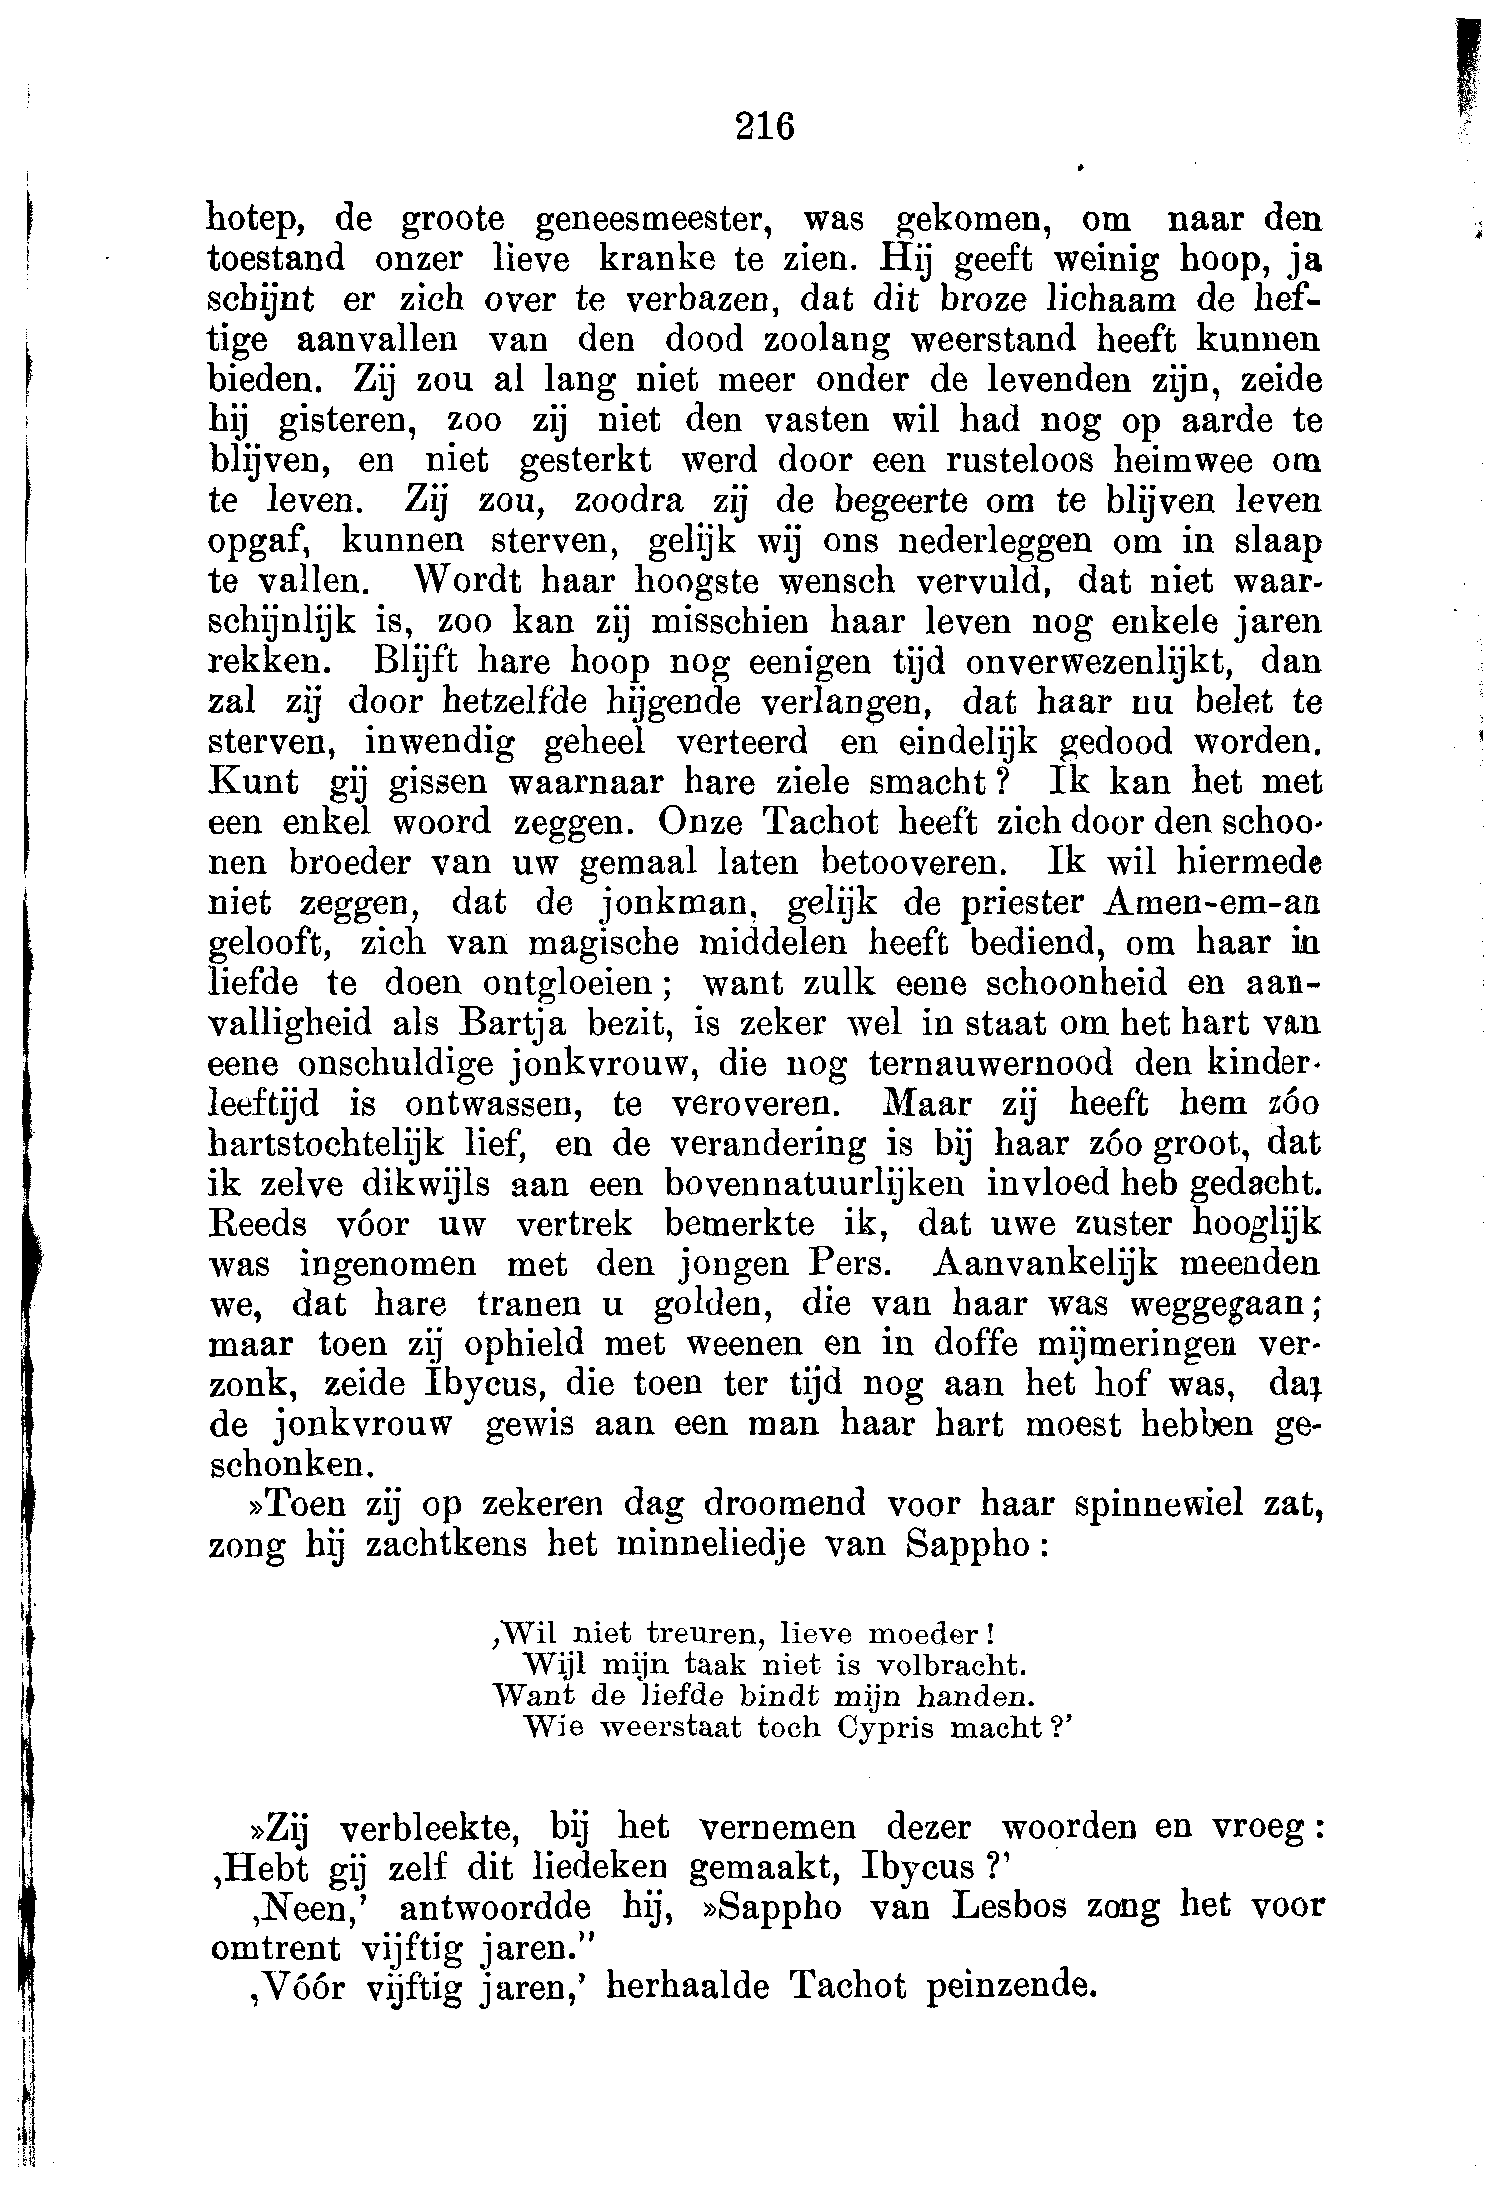 216
hotep, de groote geneesmeester, was gekomen, om naar den
toestand onzer lieve kranke te zien. Hij geeft weinig hoop, ja
schijnt er zich over te verbazen, dat dit broze lichaam de hef-
tige aanvallen van den dood zoolang weerstand heeft kunnen
bieden. Zij zou al lang niet meer onder de levenden zijn, zeide
hij gisteren, zoo zij niet den vasten wil had nog op aarde te
blijven, en niet gesterkt werd door een rusteloos heimwee om
te leven. Zij zou, zoodra zij de begeerte om te blijven leven
opgaf, kunnen sterven, gelijk wij ons nederleggen om in slaap
te vallen. Wordt haar hoogste wensch vervuld, dat niet waar-
schijnlijk is, zoo kan zij misschien haar leven nog enkele jaren
rekken. Blijft hare hoop nog eenigen tijd onverwezenlijkt, dan
zal zij door hetzelfde hijgende verlangen, dat haar nu belet te
sterven, inwendig geheel verteerd en eindelijk gedood worden.
Kunt gij gissen waarnaar hare ziele smacht? Ik kan het met
een enkel woord zeggen. Onze Tachot heeft zich door den schoo-
nen broeder van uw gemaal laten betooveren. Ik wil hiermede
niet zeggen, dat de jonkman, gelijk de priester Amen-em-an
gelooft, zich van magische middelen heeft bediend, om haar in
liefde te doen ontgloeien; want zulk eene schoonheid en aan-
valligheid als Bartja bezit, is zeker wel in staat om het hart van
eene onschuldige jonkvrouw, die nog ternauwernood den kinder-
leeftijd is ontwassen, te veroveren. Maar zij heeft hem zóo
hartstochtelijk lief, en de verandering is bij haar zóo groot, dat
ik zelve dikwijls aan een bovennatuurlijken invloed heb gedacht.
Reeds vóor uw vertrek bemerkte ik, dat uwe zuster hooglijk
was ingenomen met den jongen Pers. Aanvankelijk meenden
we, dat hare tranen u golden, die van haar was weggegaan;
maar toen zij ophield met weenen en in doffe mijmeringen ver-
zonk, zeide Ibycus, die toen ter tijd nog aan het hof was, dat
de jonkvrouw gewis aan een man haar hart moest hebben ge-
schonken.
»Toen zij op zekeren dag droomend voor haar spinnewiel zat,
zong hij zachtkens het minneliedje van Sappho:
‚Wil niet treuren, lieve moeder!
Wijl mijn taak niet is volbracht.
Want de liefde bindt mijn handen.
Wie weerstaat toch Cypris macht?’
»Zij verbleekte, bij het vernemen dezer woorden en vroeg:
‚Hebt gij zelf dit liedeken gemaakt, Ibycus?’
‚Neen,’ antwoordde hij, »Sappho van Lesbos zong het voor
omtrent vijftig jaren.”
‚Vóór vijftig jaren,’ herhaalde Tachot peinzende.